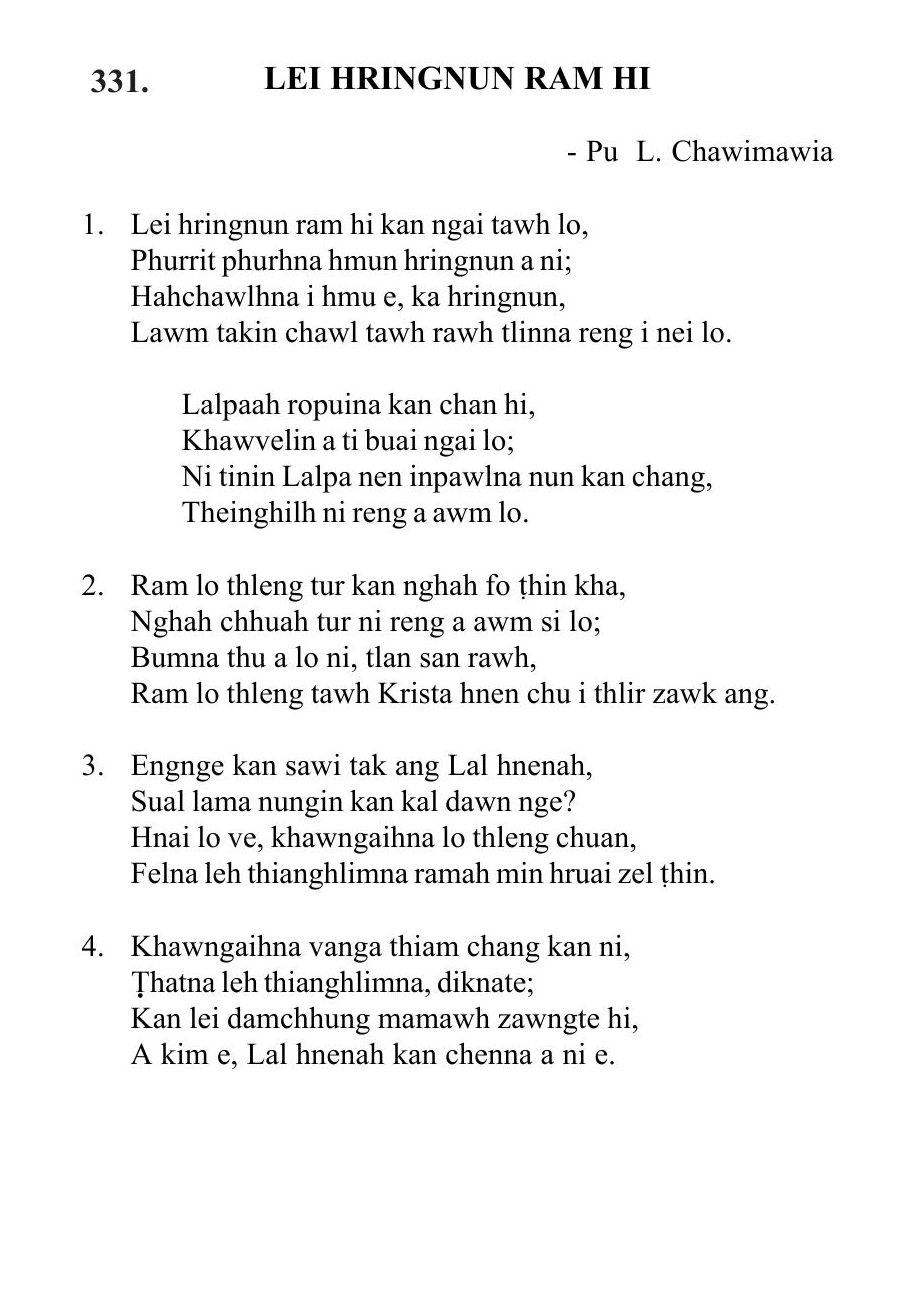 331. LEI HRINGNUN RAM HI
- Pu L. Chawimawia
1. Lei hringnun ram hi kan ngai tawh lo,
Phurrit phurhna hmun hringnun a ni;
Hahchawlhna i hmu e, ka hringnun,
Lawm takin chawl tawh rawh tlinna reng i nei lo.
Lalpaah ropuina kan chan hi,
Khawvelin a ti buai ngai lo;
Ni tinin Lalpa nen inpawlna nun kan chang,
Theinghilh ni reng a awm lo.
2. Ram lo thleng tur kan nghah fo ṭhin kha,
Nghah chhuah tur ni reng a awm si lo;
Bumna thu a lo ni, tlan san rawh,
Ram lo thleng tawh Krista hnen chu i thlir zawk ang.
3. Engnge kan sawi tak ang Lal hnenah,
Sual lama nungin kan kal dawn nge?
Hnai lo ve, khawngaihna lo thleng chuan,
Felna leh thianghlimna ramah min hruai zel ṭhin.
4. Khawngaihna vanga thiam chang kan ni,
Ṭhatna leh thianghlimna, diknate;
Kan lei damchhung mamawh zawngte hi,
A kim e, Lal hnenah kan chenna a ni e.